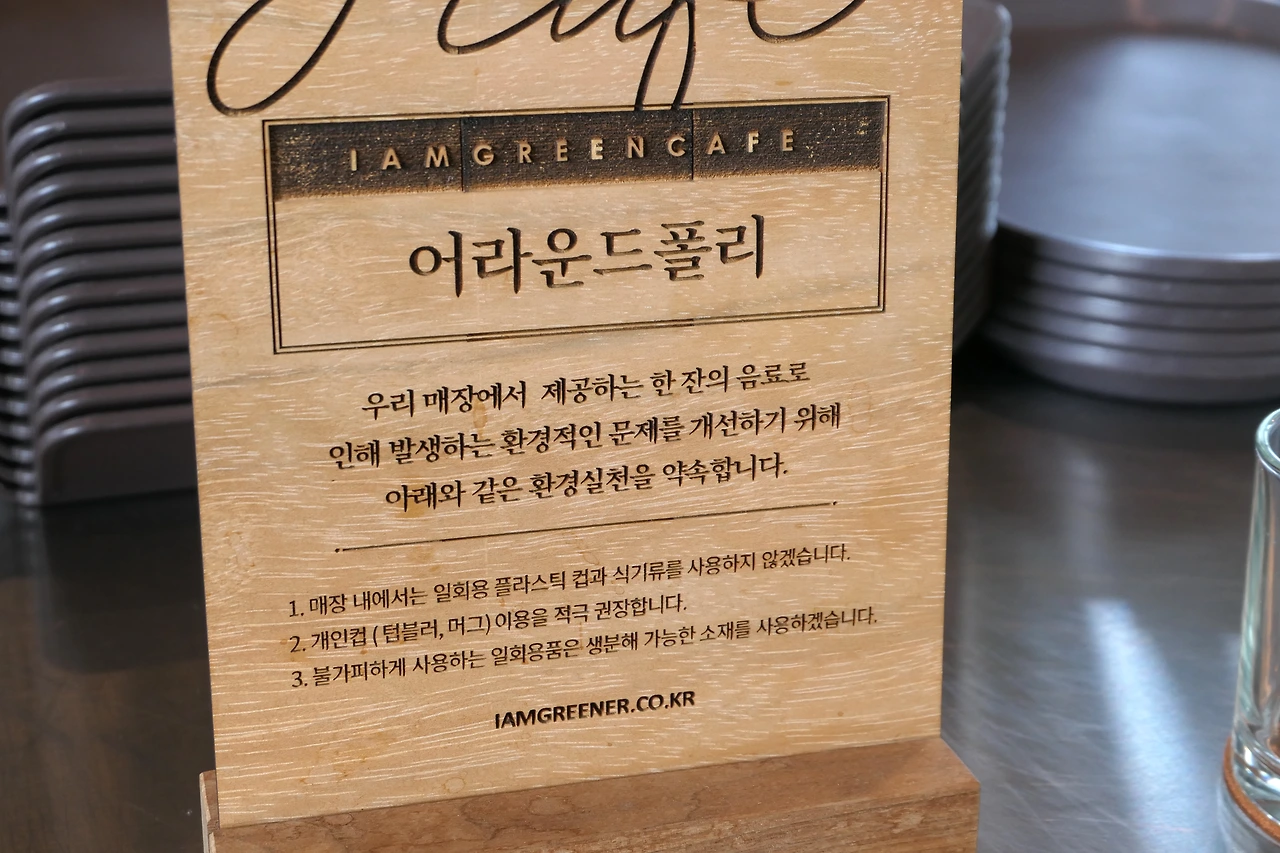 IAMGREENCAFE
어라운드폴리
우리 매장에서 제공하는 한 잔의 음료로
인해 발생하는 환경적인 문제를 개선하기 위해
아래와 같은 환경실천을 약속합니다.
1. 매장 내에서는 일회용 플라스틱 컵과 식기류를 사용하지 않겠습니다.
2. 개인컵 ( 텀블러, 머그) 이용을 적극 권장합니다.
3. 불가피하게 사용하는 일회용품은 생분해 가능한 소재를 사용하겠습니다.
IAMGREENER.CO.KR